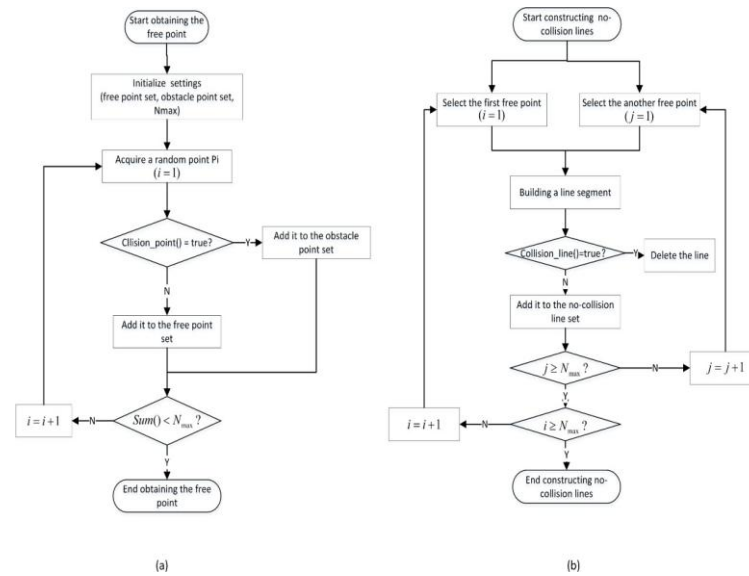 Start obtaining the
free point
Initialize settings
(free point set, obstacle point set,
Nmax)
Acquire a random point Pi
(i = 1)
Cllision_point() = true?
Y
Add it to the obstacle
point set
N
Add it to the free point
set
i = i+1
N
Sum() < Nmax ?
Y
End obtaining the free
point
(a)
Start constructing no-
collision lines
Select the first free point
(i = 1)
Select the another free point
(j = 1)
Building a line segment
Collision_line()=true?
Y
Delete the line
N
Add it to the no-collision
line set
j ≥ Nmax ?
N
j = j+1
Y
i = i+1
N
i ≥ Nmax ?
Y
End constructing no-
collision lines
(b)